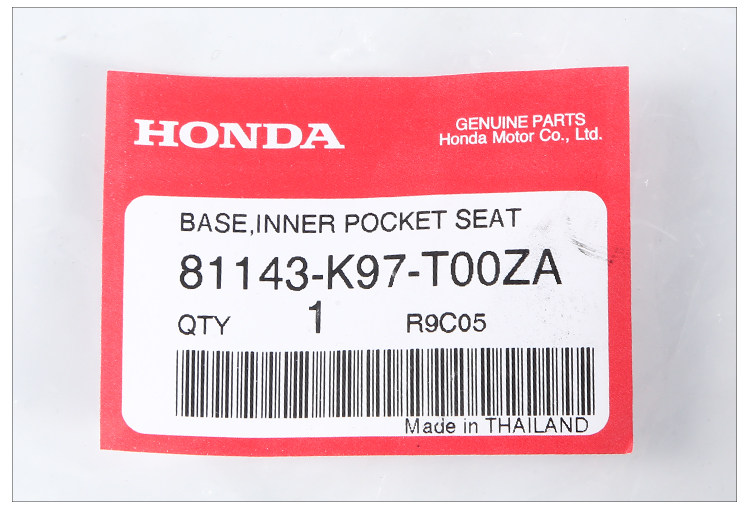 HONDA
GENUINE PARTS
Honda Motor Co., Ltd.
BASE,INNER POCKET SEAT
81143-K97-T00ZA
QTY 1 R9C05
Made in THAILAND